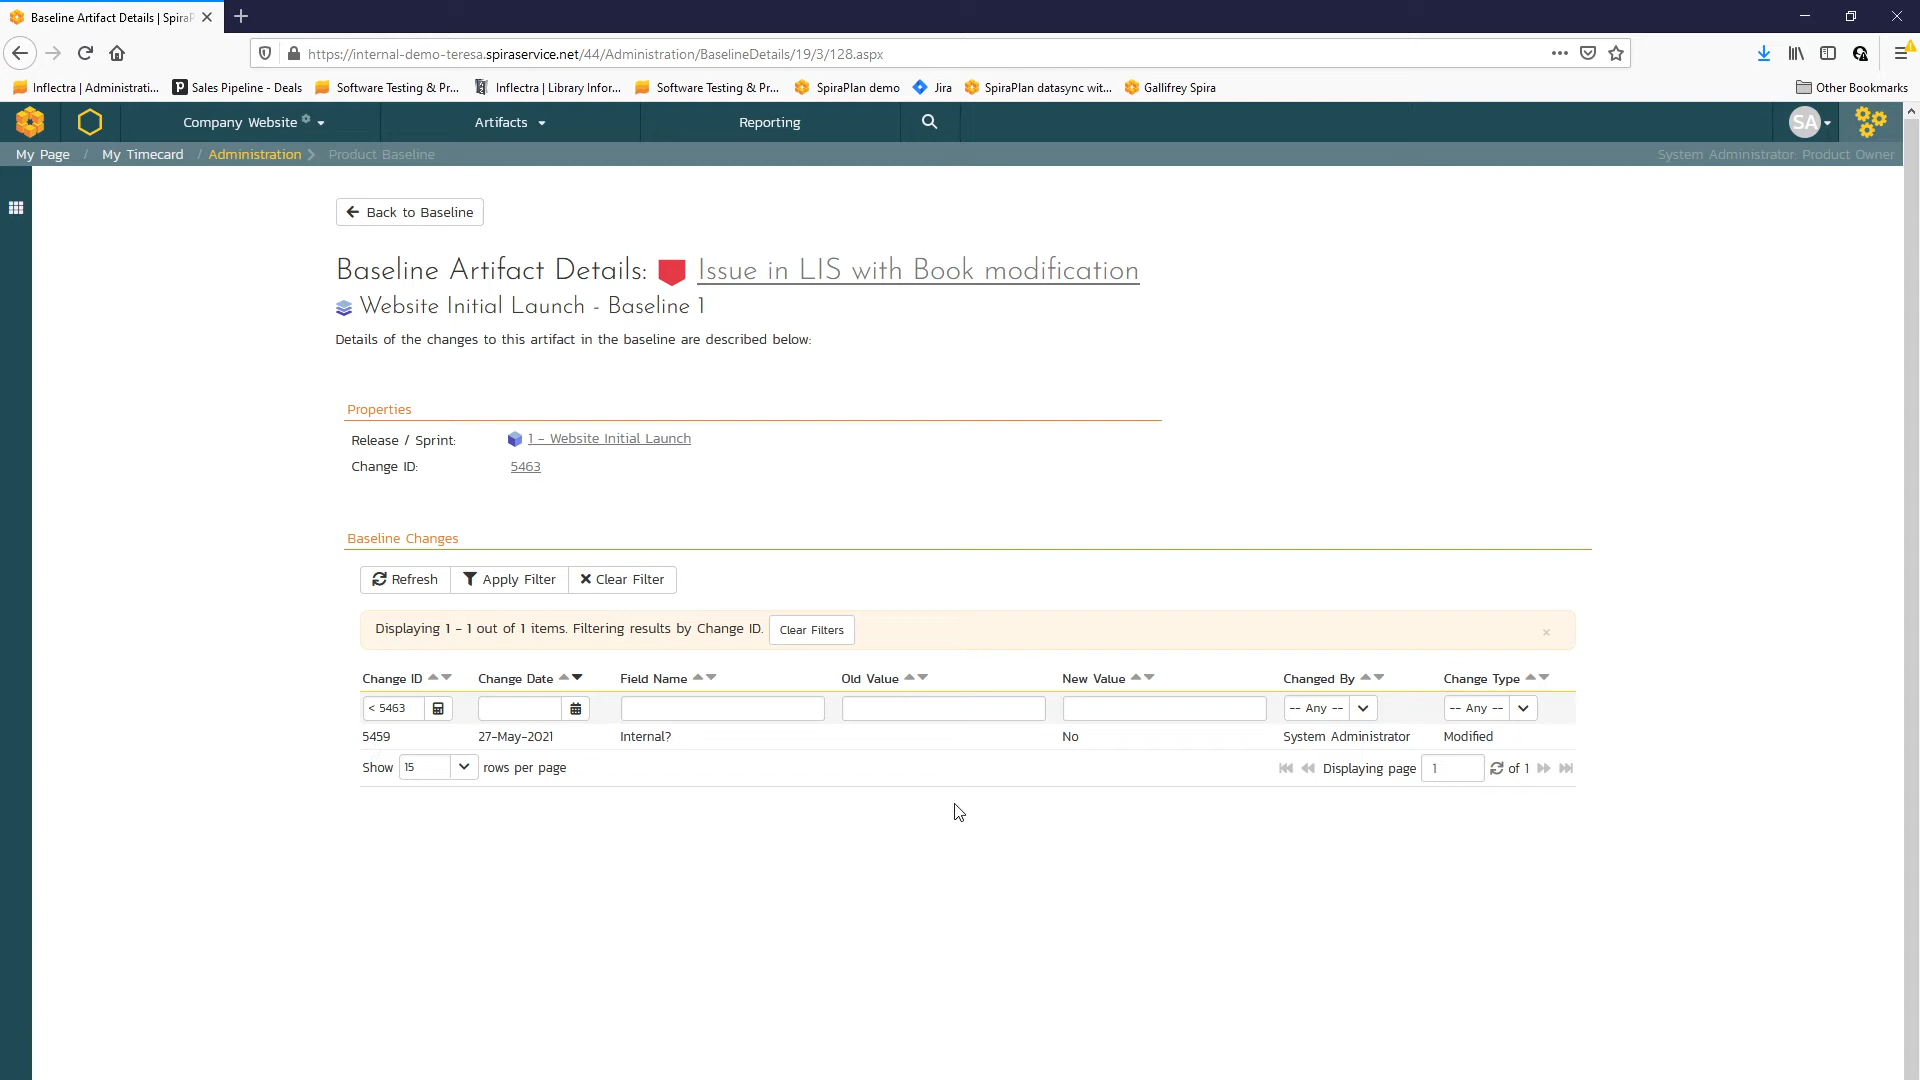 Baseline Artifact Details | SpiraP
https://internal-demo-teresa.spiraservice.net/44/Administration/BaselineDetails/19/3/128.aspx
Inflectra | Administrati... Sales Pipeline - Deals Software Testing & Pr... Inflectra | Library Infor... Software Testing & Pr... SpiraPlan demo Jira SpiraPlan datasync wit... Gallifrey Spira Other Bookmarks
Company Website Artifacts Reporting SA
My Page / My Timecard / Administration Product Baseline System Administrator: Product Owner
Back to Baseline
Baseline Artifact Details: Issue in LIS with Book modification
Website Initial Launch - Baseline 1
Details of the changes to this artifact in the baseline are described below:
Properties
Release / Sprint: 1 - Website Initial Launch
Change ID: 5463
Baseline Changes
Refresh Apply Filter Clear Filter
Displaying 1 - 1 out of 1 items. Filtering results by Change ID. Clear Filters
Change ID Change Date Field Name Old Value New Value Changed By Change Type
< 5463 -- Any -- -- Any --
5459 27-May-2021 Internal? No System Administrator Modified
Show 15 rows per page Displaying page 1 of 1